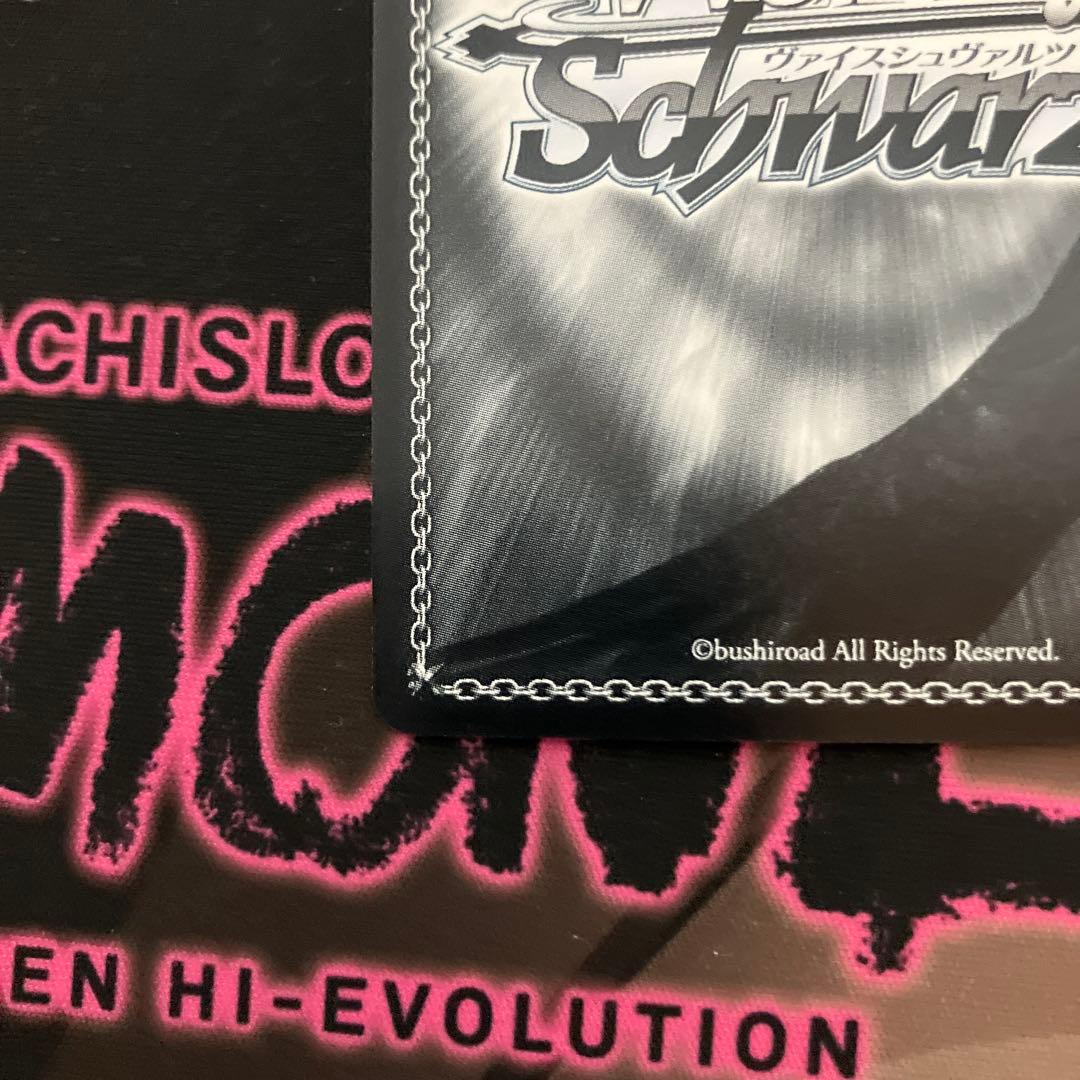 ヴァイスシュヴァルツ
Schwarz
ACHISLO
©bushiroad All Rights Reserved.
EN HI-EVOLUTION